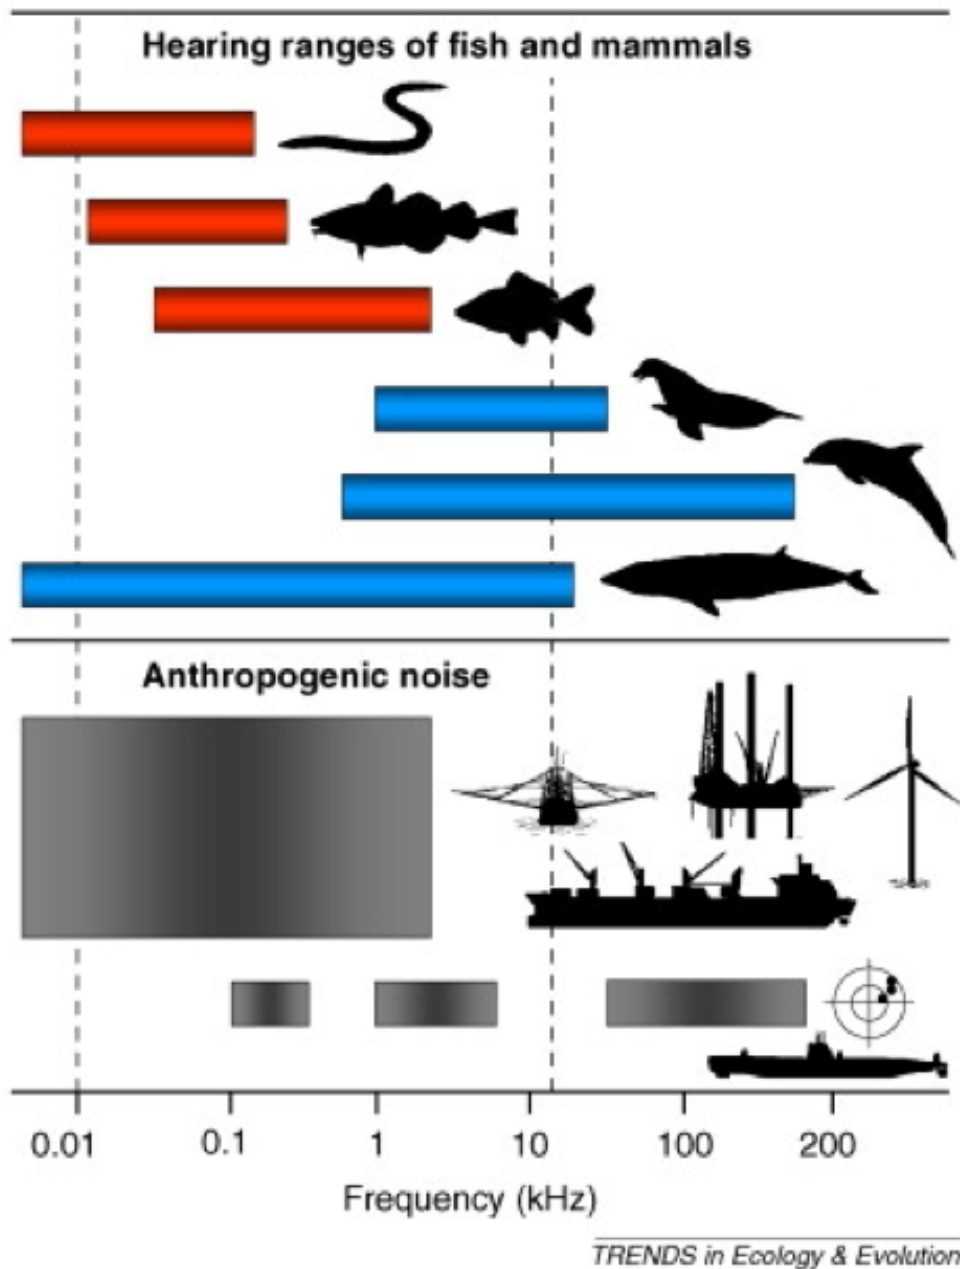 Hearing ranges of fish and mammals
Anthropogenic noise
0.01 0.1 1 10 100 200
Frequency (kHz)
TRENDS in Ecology & Evolution